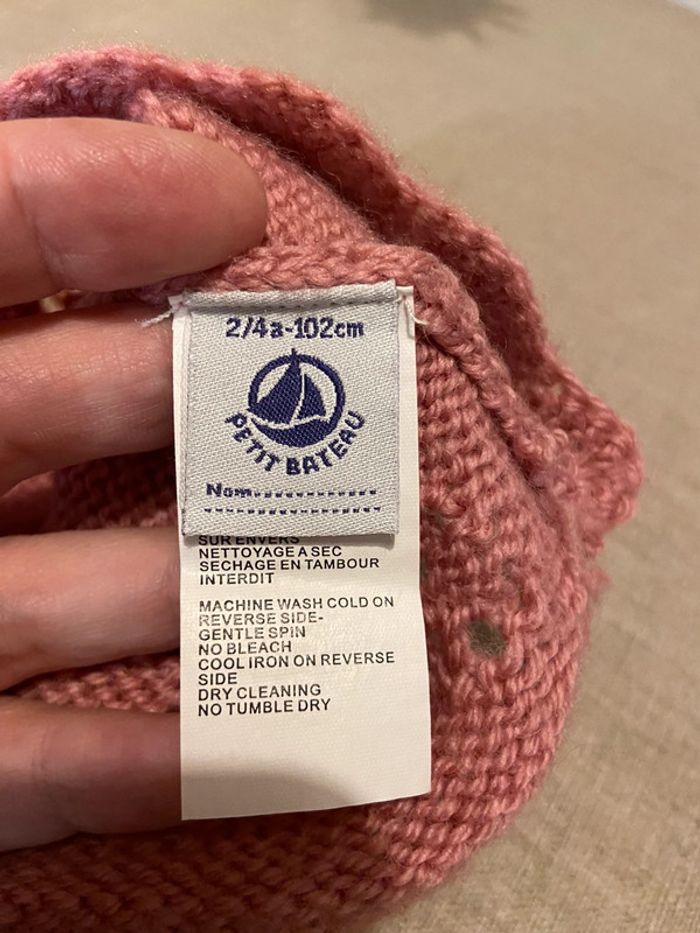 2/4a-102cm
PETIT BATEAU
Nom
SUR ENVERS
NETTOYAGE A SEC
SECHAGE EN TAMBOUR
INTERDIT
MACHINE WASH COLD ON
REVERSE SIDE-
GENTLE SPIN
NO BLEACH
COOL IRON ON REVERSE
SIDE
DRY CLEANING
NO TUMBLE DRY